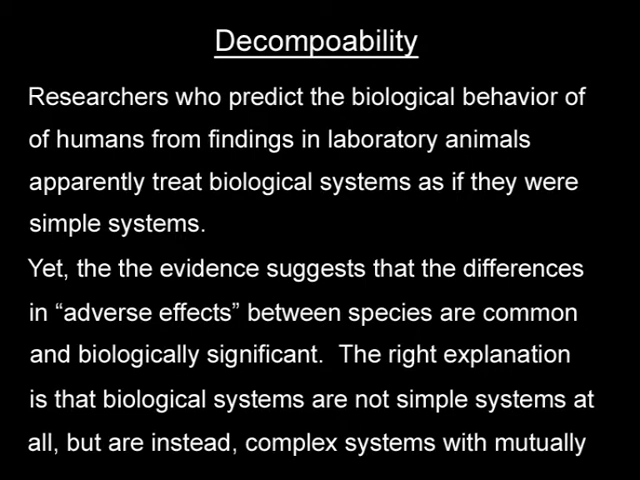 Decompoability
Researchers who predict the biological behavior of
of humans from findings in laboratory animals
apparently treat biological systems as if they were
simple systems.
Yet, the the evidence suggests that the differences
in “adverse effects” between species are common
and biologically significant.  The right explanation
is that biological systems are not simple systems at
all, but are instead, complex systems with mutually